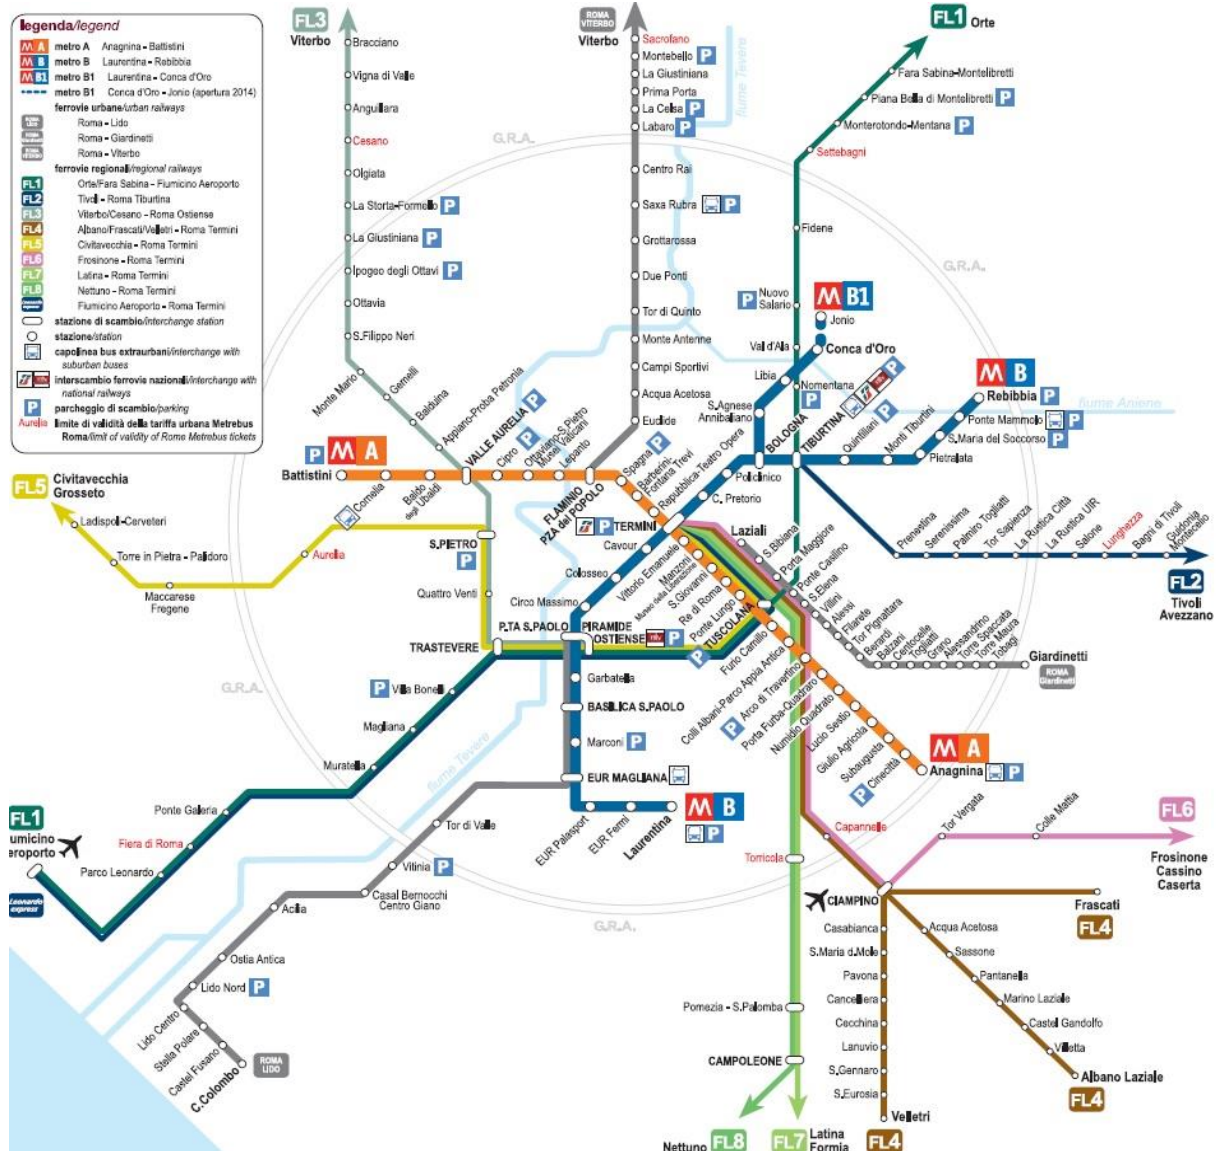 legenda/legend
M A metro A Anagnina - Battistini
M B metro B Laurentina - Rebibbia
M B1 metro B1 Laurentina - Conca d'Oro
metro B1 Conca d'Oro - Jonio (apertura 2014)
ferrovie urbane/urban railways
ROMA LIDO Roma - Lido
Roma - Giardinetti
ROMA VITERBO Roma - Viterbo
ferrovie regionali/regional railways
FL1 Orte/Fara Sabina - Fiumicino Aeroporto
FL2 Tivoli - Roma Tiburtina
FL3 Viterbo/Cesano - Roma Ostiense
FL4 Albano/Frascati/Velletri - Roma Termini
FL5 Civitavecchia - Roma Termini
FL6 Frosinone - Roma Termini
FL7 Latina - Roma Termini
FL8 Nettuno - Roma Termini
Leonardo express Fiumicino Aeroporto - Roma Termini
stazione di scambio/interchange station
stazione/station
capolinea bus extraurbani/interchange with
suburban buses
interscambio ferrovie nazionali/interchange with
national railways
P parcheggio di scambio/parking
Aurelia limite di validità della tariffa urbana Metrebus
Roma/limit of validity of Rome Metrebus tickets
FL3
Viterbo
Bracciano
Vigna di Valle
Anguillara
Cesano
Olgiata
La Storta-Formello P
La Giustiniana P
Ipogeo degli Ottavi P
Ottavia
S.Filippo Neri
Monte Mario
Gemelli
Balduina
Appiano-Proba Petronia
ROMA VITERBO
Viterbo
Sacrofano
Montebello P
La Giustiniana
Prima Porta
La Celsa P
Labaro P
Centro Rai
Saxa Rubra P
Grottarossa
Due Ponti
Tor di Quinto
Monte Antenne
Campi Sportivi
Acqua Acetosa
Euclide
fiume Tevere
G.R.A.
FL1 Orte
Fara Sabina-Montelibretti
Piana Bella di Montelibretti P
Monterotondo-Mentana P
Settebagni
Fidene
G.R.A.
P Nuovo
Salario
Val d'Ala
Nomentana
P
M B1
Jonio
Conca d'Oro
Libia
S.Agnese
Annibaliano
BOLOGNA
TIBURTINA
P
Quintiliani P
Monti Tiburtini
Pietralata
S.Maria del Soccorso P
Ponte Mammolo P
Rebibbia P
M B
fiume Aniene
P M A
Battistini
Cornelia
Baldo
degli Ubaldi
VALLE AURELIA P
Cipro P
Ottaviano-S.Pietro
Musei Vaticani
Lepanto
FLAMINIO
PZA del POPOLO
Spagna P
Barberini-
Fontana Trevi
Repubblica-Teatro Opera
Policlinico
C. Pretorio
P TERMINI
Cavour
Colosseo
Circo Massimo
Vittorio Emanuele
Manzoni
Museo della Liberazione
S.Giovanni
Re di Roma
Ponte Lungo
TUSCOLANA
P
Furio Camillo
Colli Albani-Parco Appia Antica
P Arco di Travertino
Porta Furba-Quadraro
Numidio Quadrato
Lucio Sestio
Giulio Agricola
Subaugusta
P Cinecittà
Anagnina P
M A
Laziali
S.Bibiana
Porta Maggiore
Ponte Casilino
S.Elena
Villini
Alessi
Filarete
Tor Pignattara
Berardi
Balzani
Centocelle
Togliatti
Grano
Alessandrino
Torre Spaccata
Torre Maura
Tobagi
Giardinetti
ROMA
Giardinetti
Prenestina
Serenissima
Palmiro Togliatti
Tor Sapienza
La Rustica Città
La Rustica UIR
Salone
Lunghezza
Bagni di Tivoli
Guidonia
Montecelio
FL2
Tivoli
Avezzano
FL5
Civitavecchia
Grosseto
Ladispoli-Cerveteri
Torre in Pietra - Palidoro
Maccarese
Fregene
Aurelia
S.PIETRO
P
Quattro Venti
TRASTEVERE
P.TA S.PAOLO
PIRAMIDE
OSTIENSE P
Garbatella
BASILICA S.PAOLO
Marconi P
EUR MAGLIANA
EUR Palasport
EUR Fermi
Laurentina
M B
P
G.R.A.
P Villa Bonelli
Magliana
Muratella
Ponte Galeria
Fiera di Roma
Parco Leonardo
FL1
umicino
eroporto
Leonardo
express
fiume Tevere
Tor di Valle
Vitinia P
Casal Bernocchi
Centro Giano
Acilia
Ostia Antica
Lido Nord P
Lido Centro
Stella Polare
Castel Fusano
C.Colombo
ROMA
LIDO
G.R.A.
Torricola
Pomezia - S.Palomba
CAMPOLEONE
Nettuno FL8
FL7 Latina
Formia
Capannelle
Tor Vergata
Colle Mattia
FL6
Frosinone
Cassino
Caserta
CIAMPINO
Frascati
FL4
Casabianca
S.Maria d.Mole
Pavona
Cancelliera
Cecchina
Lanuvio
S.Gennaro
S.Eurosia
Velletri
FL4
Acqua Acetosa
Sassone
Pantanella
Marino Laziale
Castel Gandolfo
Villetta
Albano Laziale
FL4